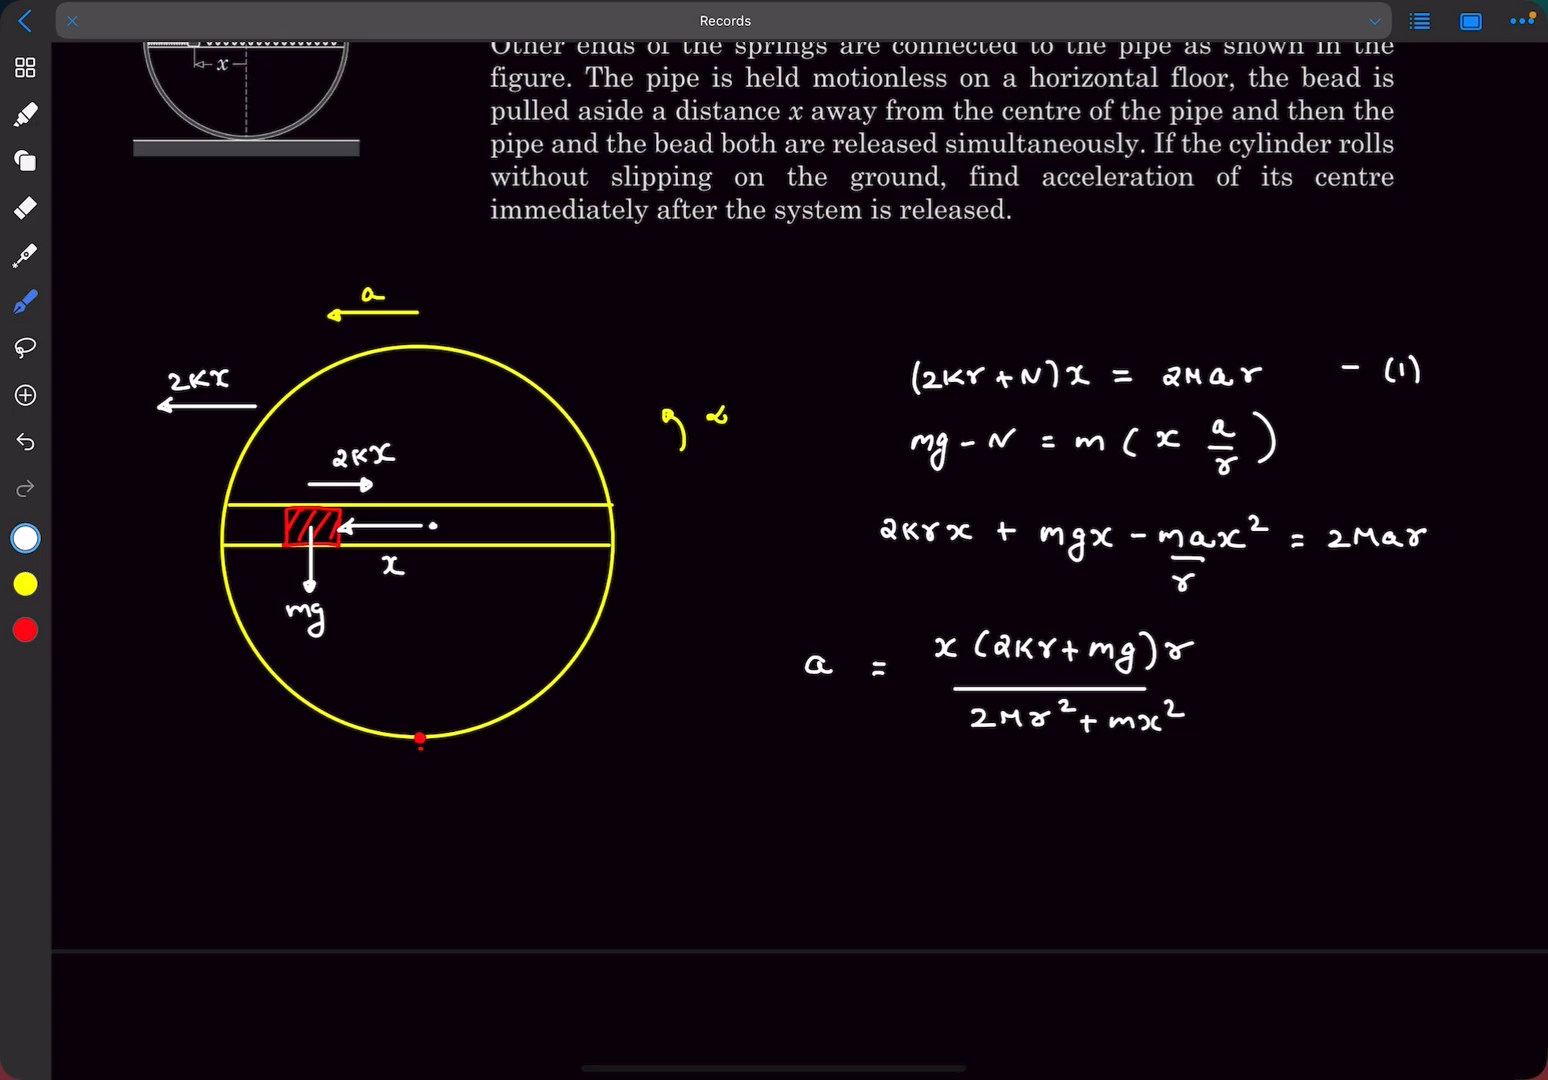 Records
Other ends of the springs are connected to the pipe as shown in the
figure. The pipe is held motionless on a horizontal floor, the bead is
pulled aside a distance x away from the centre of the pipe and then the
pipe and the bead both are released simultaneously. If the cylinder rolls
without slipping on the ground, find acceleration of its centre
immediately after the system is released.
x
a
2Kx
2Kx
x
mg
α
(2Kr + N)x = 2Mar - (1)
mg - N = m(x a/r)
2Krx + mgx - max²/r = 2Mar
a = x(2Kr+mg)r / 2Mr² + mx²